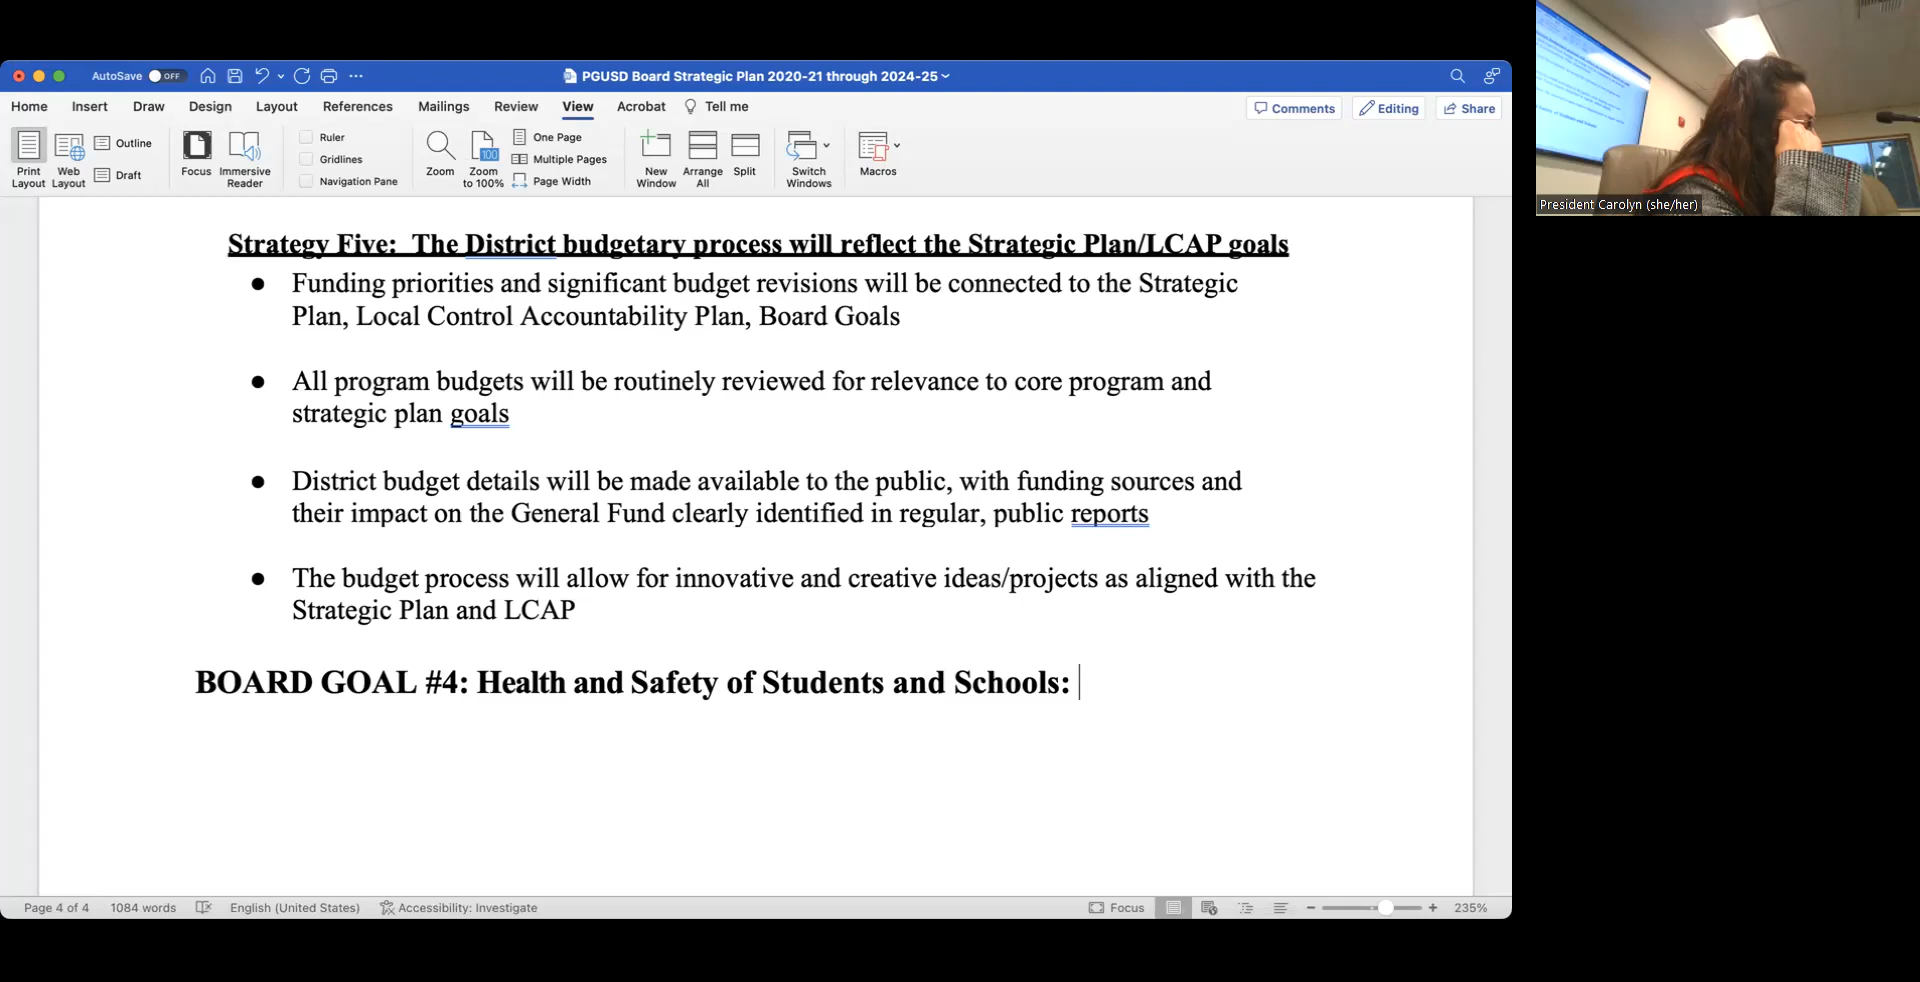 AutoSave OFF
PGUSD Board Strategic Plan 2020-21 through 2024-25
Home Insert Draw Design Layout References Mailings Review View Acrobat Tell me
Comments Editing Share
Print Layout
Web Layout
Outline
Draft
Focus
Immersive Reader
Ruler
Gridlines
Navigation Pane
Zoom
Zoom to 100%
100
One Page
Multiple Pages
Page Width
New Window
Arrange All
Split
Switch Windows
Macros
Strategy Five: The District budgetary process will reflect the Strategic Plan/LCAP goals
● Funding priorities and significant budget revisions will be connected to the Strategic
Plan, Local Control Accountability Plan, Board Goals
● All program budgets will be routinely reviewed for relevance to core program and
strategic plan goals
● District budget details will be made available to the public, with funding sources and
their impact on the General Fund clearly identified in regular, public reports
● The budget process will allow for innovative and creative ideas/projects as aligned with the
Strategic Plan and LCAP
BOARD GOAL #4: Health and Safety of Students and Schools:
Page 4 of 4 1084 words English (United States) Accessibility: Investigate
Focus 235%
President Carolyn (she/her)